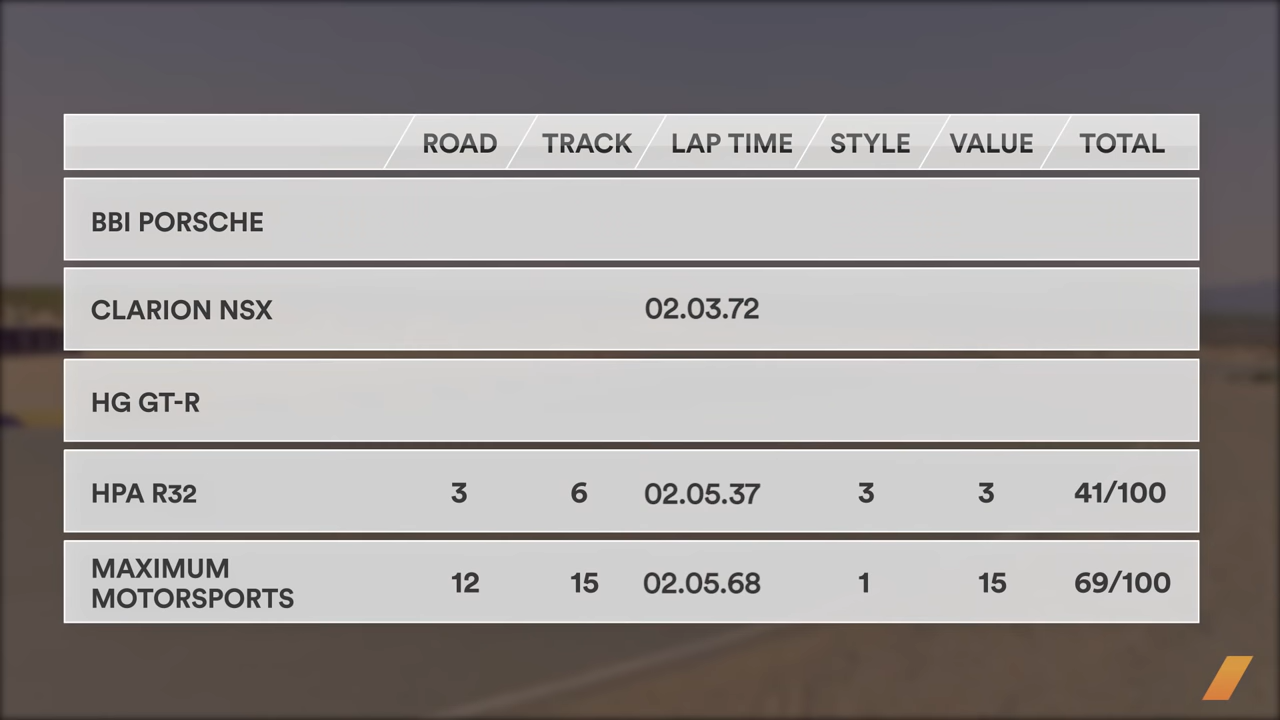 ROAD TRACK LAP TIME STYLE VALUE TOTAL
BBI PORSCHE
CLARION NSX 02.03.72
HG GT-R
HPA R32 3 6 02.05.37 3 3 41/100
MAXIMUM
MOTORSPORTS 12 15 02.05.68 1 15 69/100